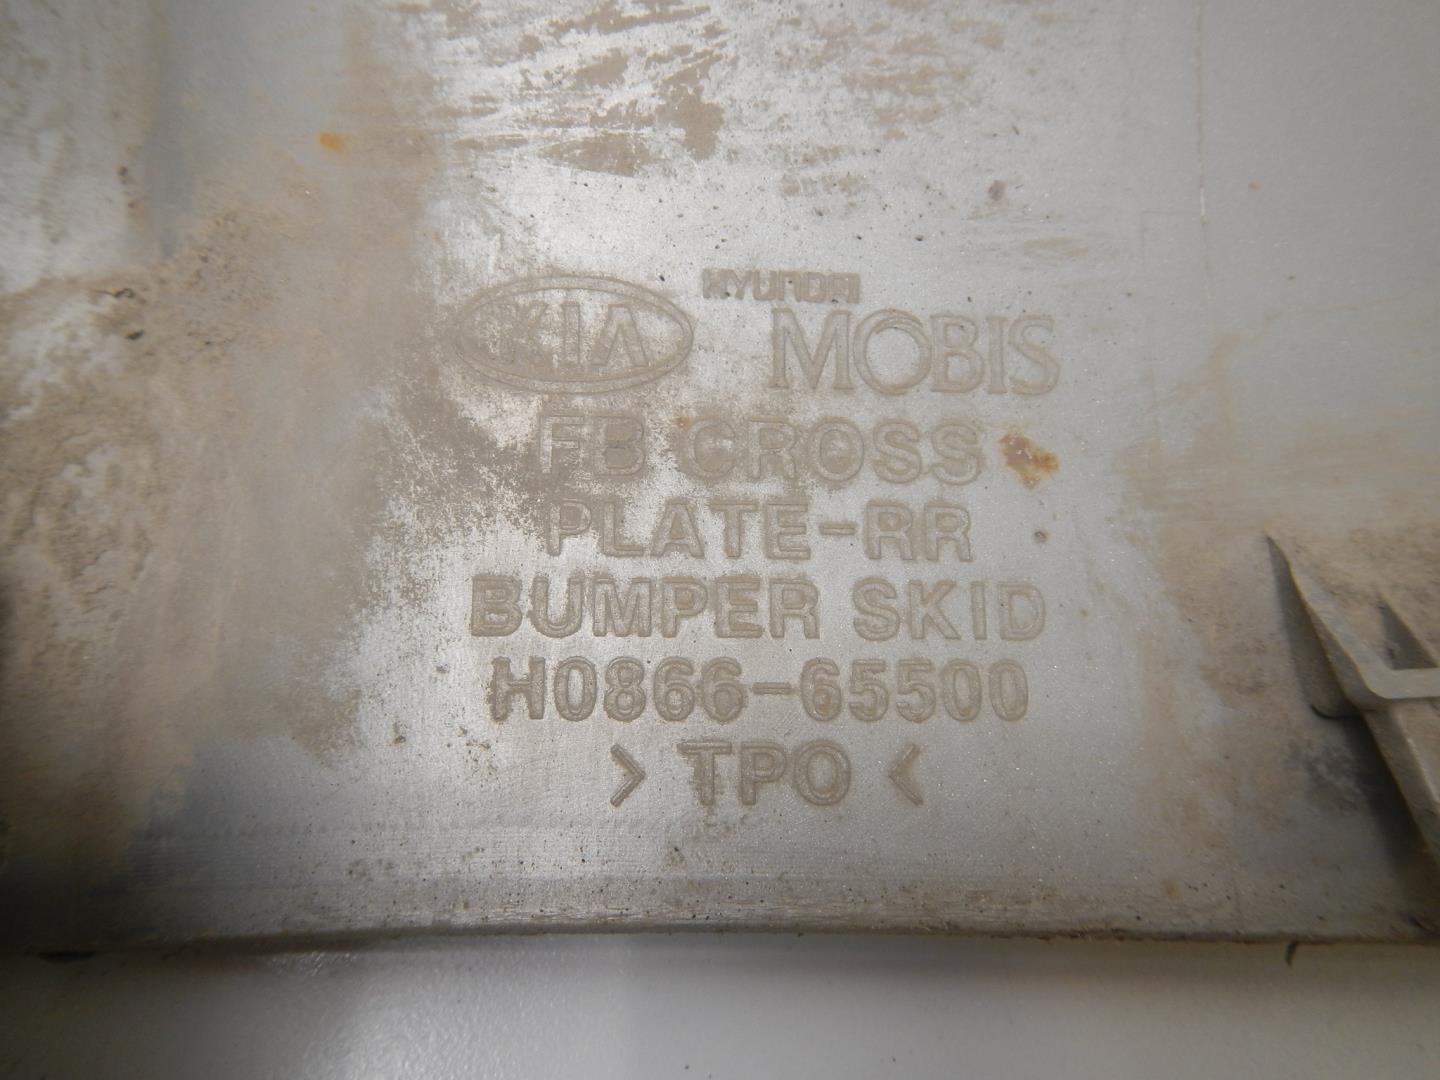 KIA HYUNDAI MOBIS
FB CROSS
PLATE-RR
BUMPER SKID
H0866-65500
> TPO <